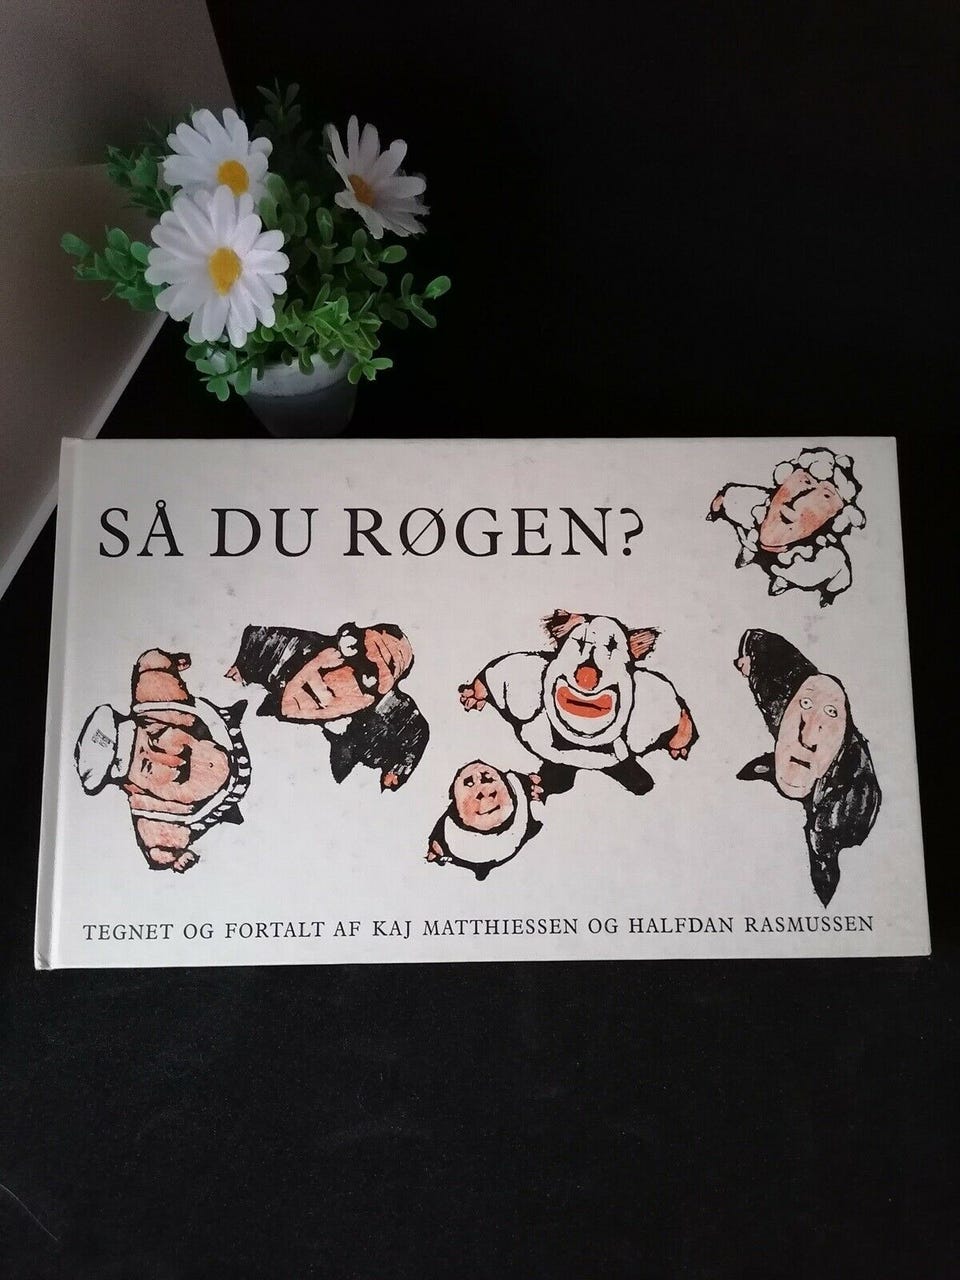 SÅ DU RØGEN?
TEGNET OG FORTALT AF KAJ MATTHIESSEN OG HALFDAN RASMUSSEN